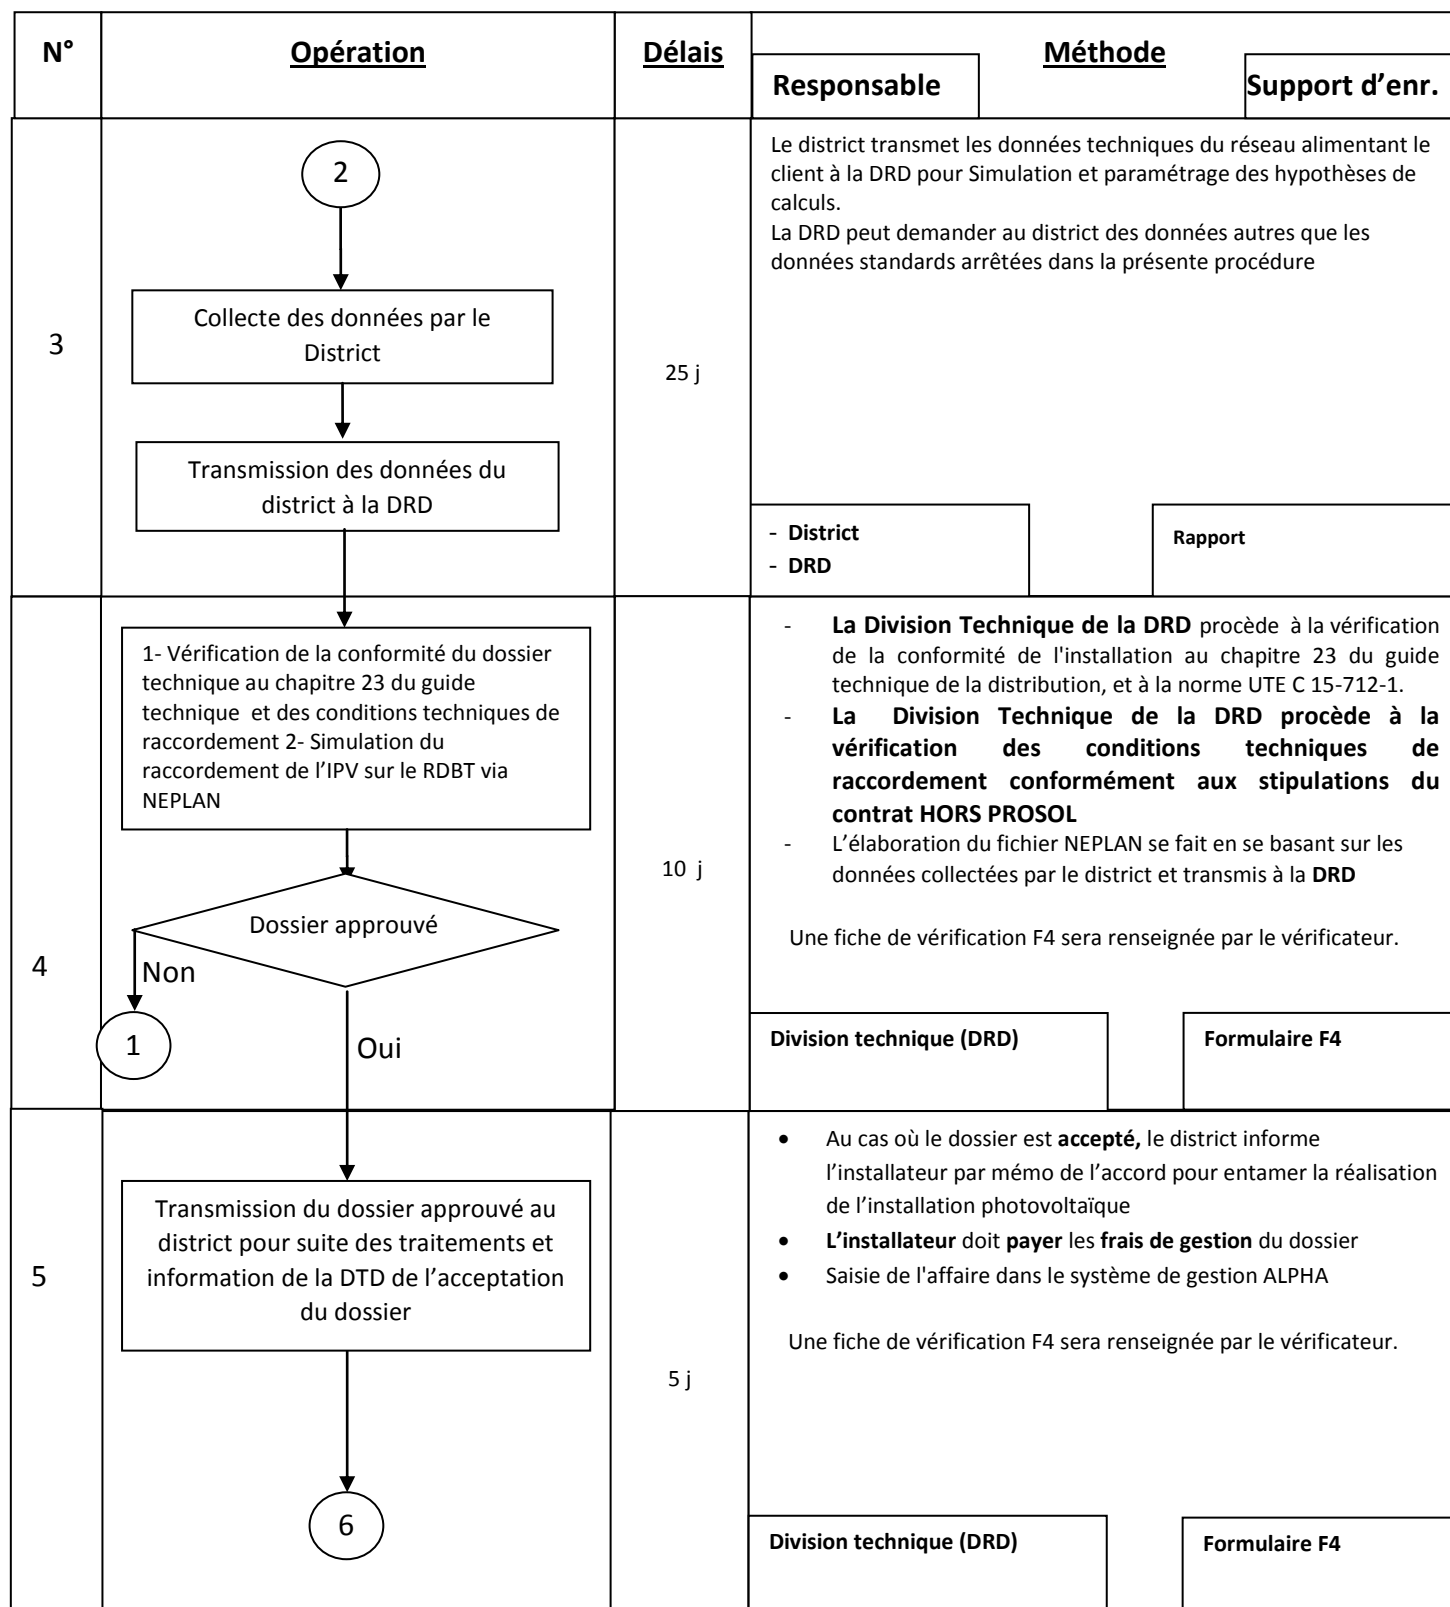 N°
Opération
Délais
Méthode
Responsable
Support d'enr.
3
2
Collecte des données par le
District
Transmission des données du
district à la DRD
25 j
Le district transmet les données techniques du réseau alimentant le
client à la DRD pour Simulation et paramétrage des hypothèses de
calculs.
La DRD peut demander au district des données autres que les
données standards arrêtées dans la présente procédure
- District
- DRD
Rapport
4
1- Vérification de la conformité du dossier
technique au chapitre 23 du guide
technique et des conditions techniques de
raccordement 2- Simulation du
raccordement de l'IPV sur le RDBT via
NEPLAN
Dossier approuvé
Non
1
Oui
10 j
- La Division Technique de la DRD procède à la vérification
de la conformité de l'installation au chapitre 23 du guide
technique de la distribution, et à la norme UTE C 15-712-1.
- La Division Technique de la DRD procède à la
vérification des conditions techniques de
raccordement conformément aux stipulations du
contrat HORS PROSOL
- L'élaboration du fichier NEPLAN se fait en se basant sur les
données collectées par le district et transmis à la DRD
Une fiche de vérification F4 sera renseignée par le vérificateur.
Division technique (DRD)
Formulaire F4
5
Transmission du dossier approuvé au
district pour suite des traitements et
information de la DTD de l'acceptation
du dossier
6
5 j
• Au cas où le dossier est accepté, le district informe
l'installateur par mémo de l'accord pour entamer la réalisation
de l'installation photovoltaïque
• L'installateur doit payer les frais de gestion du dossier
• Saisie de l'affaire dans le système de gestion ALPHA
Une fiche de vérification F4 sera renseignée par le vérificateur.
Division technique (DRD)
Formulaire F4